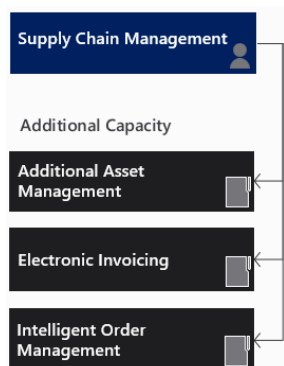 Supply Chain Management
Additional Capacity
Additional Asset
Management
Electronic Invoicing
Intelligent Order
Management